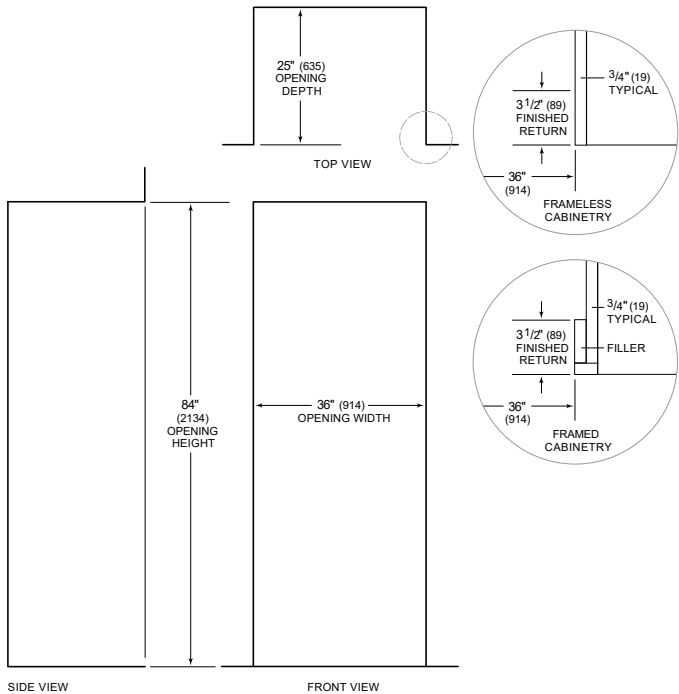 25" (635)
OPENING
DEPTH
TOP VIEW
3/4" (19)
TYPICAL
3 1/2" (89)
FINISHED
RETURN
36"
(914)
FRAMELESS
CABINETRY
3/4" (19)
TYPICAL
3 1/2" (89)
FINISHED
RETURN
FILLER
36"
(914)
FRAMED
CABINETRY
84"
(2134)
OPENING
HEIGHT
36" (914)
OPENING WIDTH
SIDE VIEW
FRONT VIEW